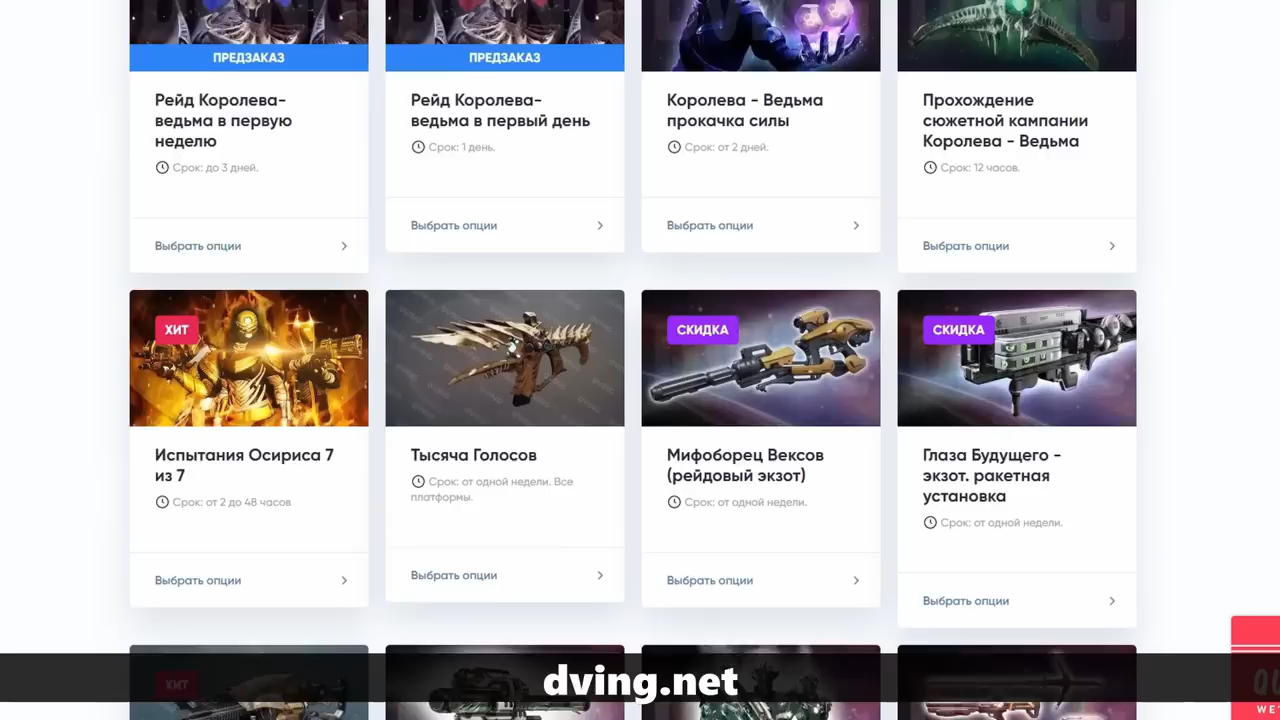 ПРЕДЗАКАЗ
ПРЕДЗАКАЗ
Рейд Королева-
ведьма в первую
неделю
Срок: до 3 дней.
Выбрать опции
Рейд Королева-
ведьма в первый день
Срок: 1 день.
Выбрать опции
Королева - Ведьма
прокачка силы
Срок: от 2 дней.
Выбрать опции
Прохождение
сюжетной кампании
Королева - Ведьма
Срок: 12 часов.
Выбрать опции
ХИТ
Испытания Осириса 7
из 7
Срок: от 2 до 48 часов
Выбрать опции
Тысяча Голосов
Срок: от одной недели. Все
платформы.
Выбрать опции
СКИДКА
Мифоборец Вексов
(рейдовый экзот)
Срок: от одной недели.
Выбрать опции
СКИДКА
Глаза Будущего -
экзот. ракетная
установка
Срок: от одной недели.
Выбрать опции
ХИТ
dving.net